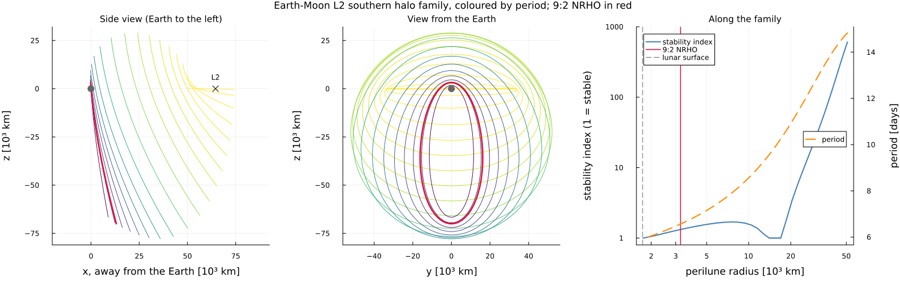 Earth-Moon L2 southern halo family, coloured by period; 9:2 NRHO in red
Side view (Earth to the left)
z [10³ km]
25
0
−25
−50
−75
L2
0
25
50
75
x, away from the Earth [10³ km]
View from the Earth
z [10³ km]
25
0
−25
−50
−75
−40
−20
0
20
40
y [10³ km]
Along the family
stability index (1 = stable)
1000
100
10
1
stability index
9:2 NRHO
lunar surface
period
2
3
5
10
20
50
perilune radius [10³ km]
14
12
10
8
6
period [days]